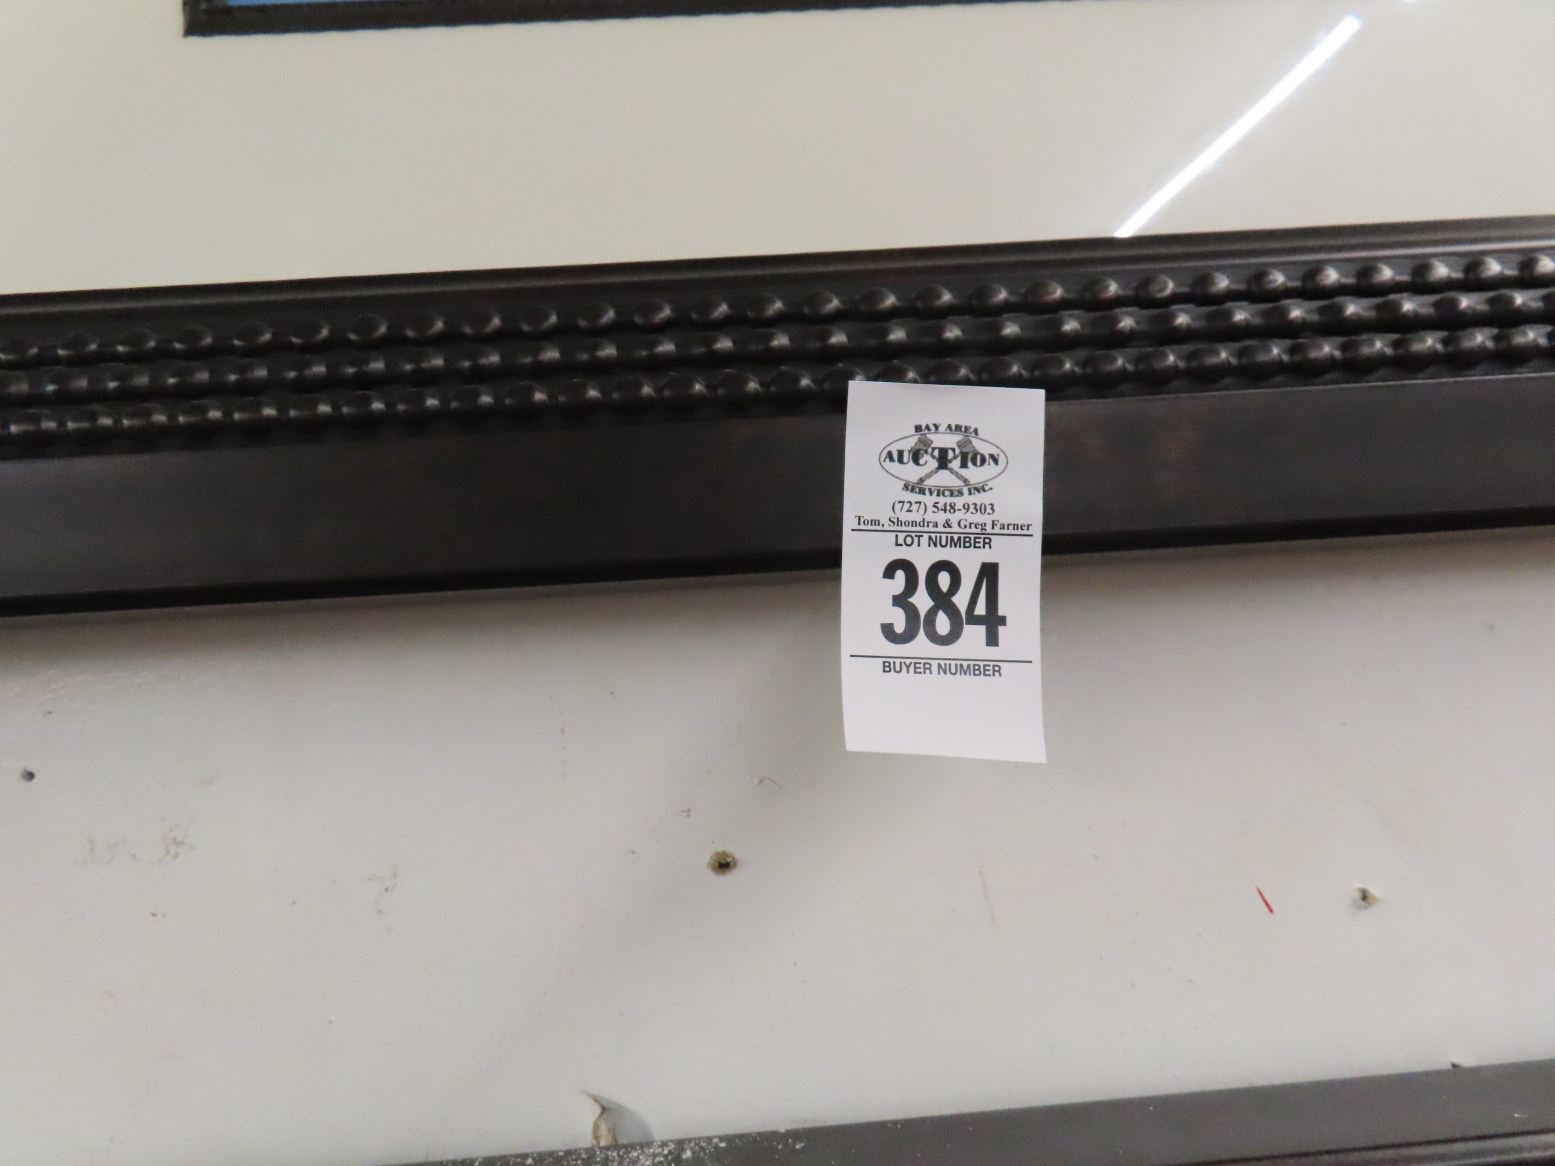 BAY AREA
AUCTION
SERVICES INC.
(727) 548-9303
Tom, Shondra & Greg Farner
LOT NUMBER
384
BUYER NUMBER